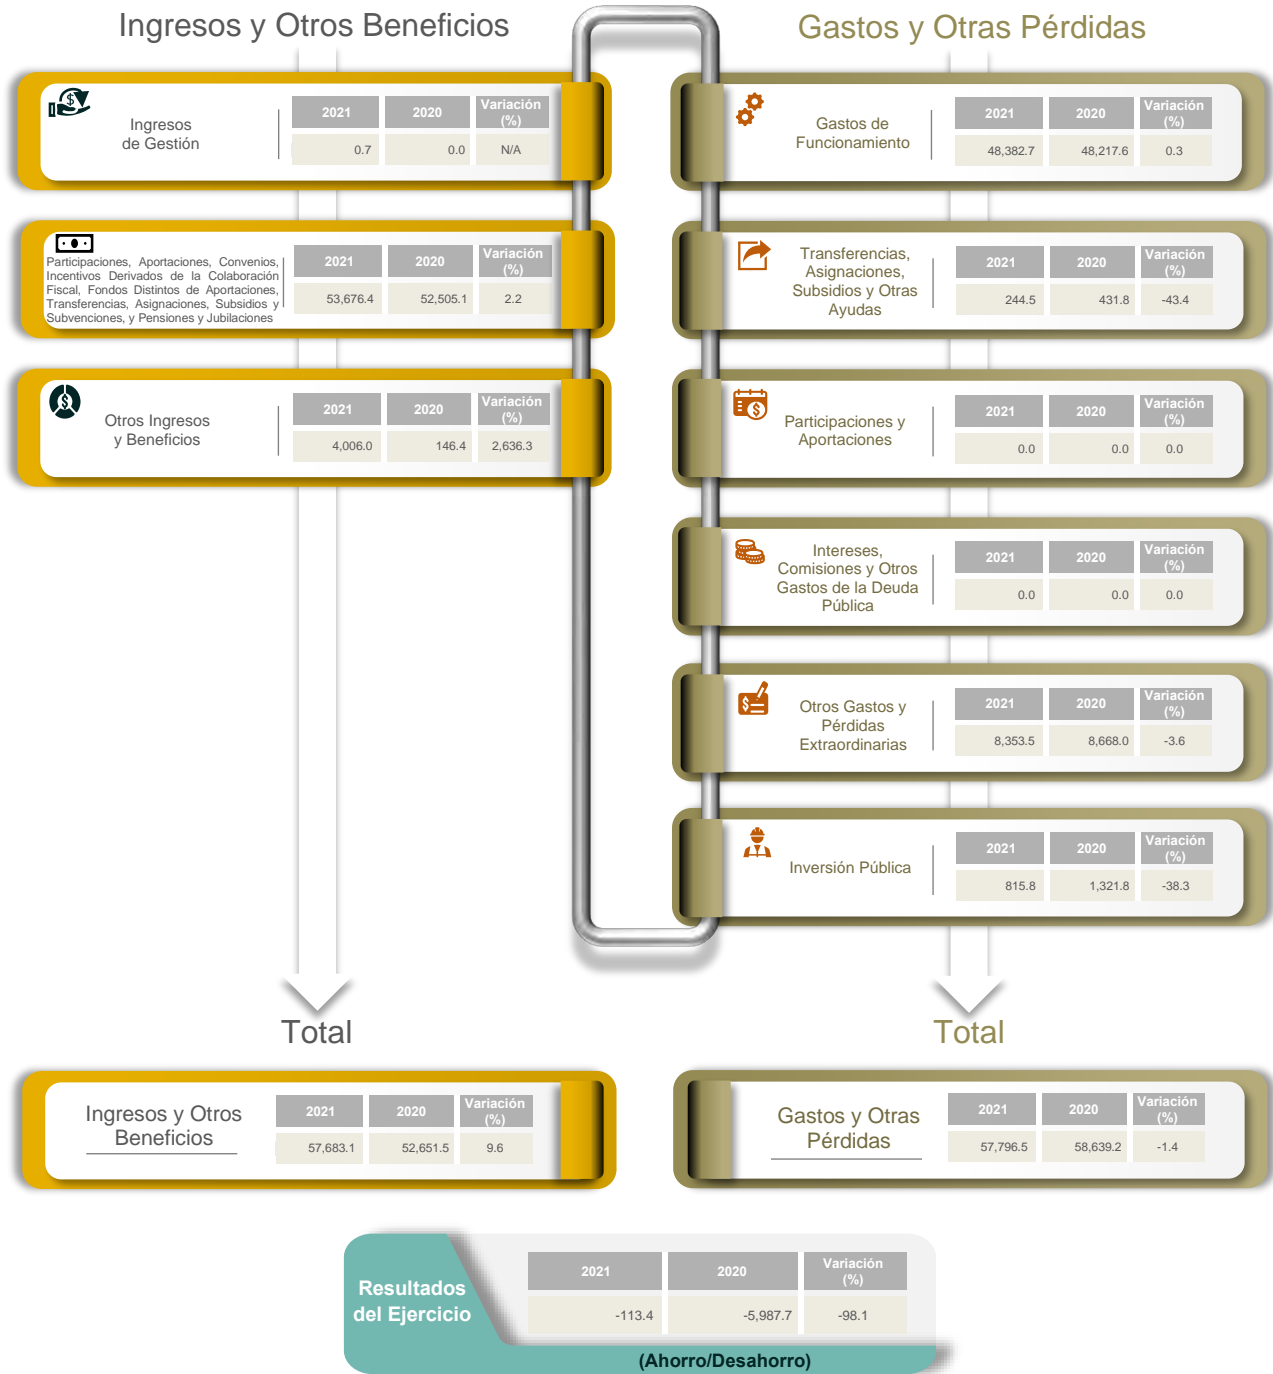 Ingresos y Otros Beneficios
Ingresos
de Gestión
2021 2020 Variación (%)
0.7 0.0 N/A
Participaciones, Aportaciones, Convenios,
Incentivos Derivados de la Colaboración
Fiscal, Fondos Distintos de Aportaciones,
Transferencias, Asignaciones, Subsidios y
Subvenciones, y Pensiones y Jubilaciones
2021 2020 Variación (%)
53,676.4 52,505.1 2.2
Otros Ingresos
y Beneficios
2021 2020 Variación (%)
4,006.0 146.4 2,636.3
Total
Ingresos y Otros
Beneficios
2021 2020 Variación (%)
57,683.1 52,651.5 9.6
Gastos y Otras Pérdidas
Gastos de
Funcionamiento
2021 2020 Variación (%)
48,382.7 48,217.6 0.3
Transferencias,
Asignaciones,
Subsidios y Otras
Ayudas
2021 2020 Variación (%)
244.5 431.8 -43.4
Participaciones y
Aportaciones
2021 2020 Variación (%)
0.0 0.0 0.0
Intereses,
Comisiones y Otros
Gastos de la Deuda
Pública
2021 2020 Variación (%)
0.0 0.0 0.0
Otros Gastos y
Pérdidas
Extraordinarias
2021 2020 Variación (%)
8,353.5 8,668.0 -3.6
Inversión Pública
2021 2020 Variación (%)
815.8 1,321.8 -38.3
Total
Gastos y Otras
Pérdidas
2021 2020 Variación (%)
57,796.5 58,639.2 -1.4
Resultados
del Ejercicio
2021 2020 Variación (%)
-113.4 -5,987.7 -98.1
(Ahorro/Desahorro)